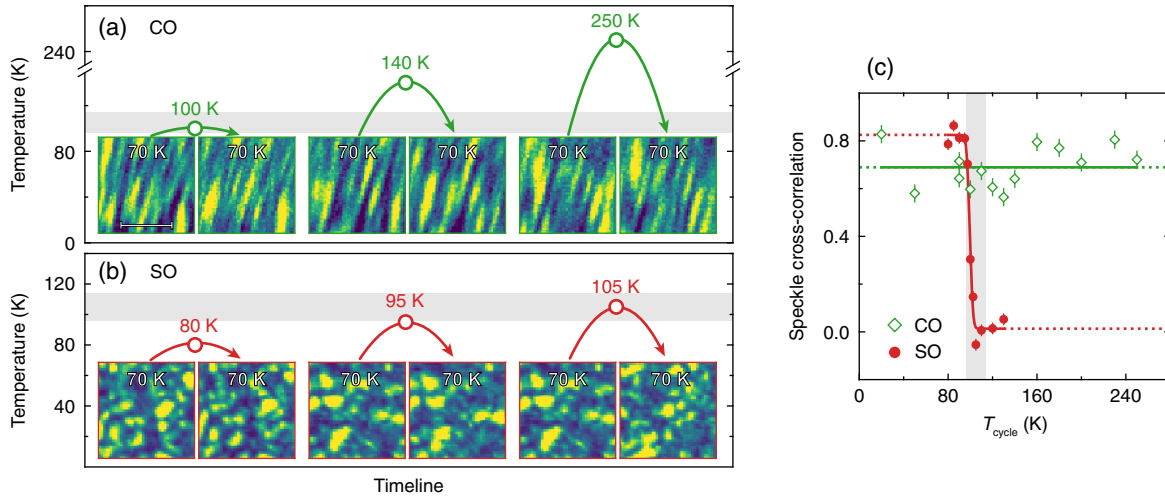 (a) CO
Temperature (K)
240
80
0
100 K
140 K
250 K
70 K 70 K 70 K 70 K 70 K 70 K
(b) SO
Temperature (K)
120
80
40
80 K
95 K
105 K
70 K 70 K 70 K 70 K 70 K 70 K
Timeline
(c)
Speckle cross-correlation
0.8
0.4
0.0
CO
SO
0 80 160 240
Tcycle (K)